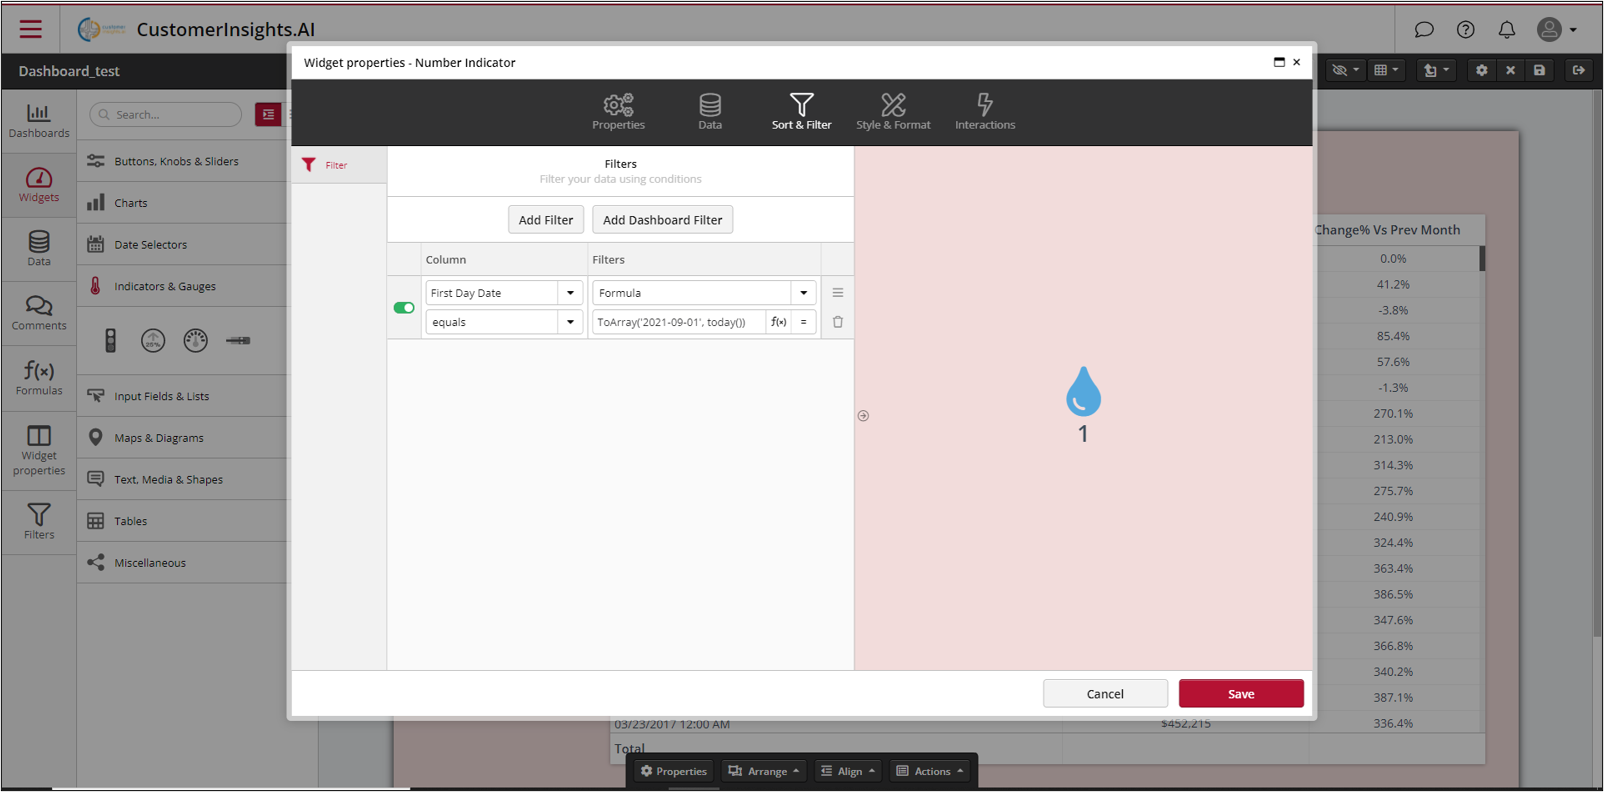 CustomerInsights.AI
Dashboard_test
Dashboards
Widgets
Data
Comments
f(x)
Formulas
Widget
properties
Filters
Search...
Buttons, Knobs & Sliders
Charts
Date Selectors
Indicators & Gauges
25%
Input Fields & Lists
Maps & Diagrams
Text, Media & Shapes
Tables
Miscellaneous
Widget properties - Number Indicator
Properties
Data
Sort & Filter
Style & Format
Interactions
Filter
Filters
Filter your data using conditions
Add Filter
Add Dashboard Filter
Column
Filters
First Day Date
Formula
equals
ToArray('2021-09-01', today())
f(x)
=
1
Cancel
Save
Change% Vs Prev Month
0.0%
41.2%
-3.8%
85.4%
57.6%
-1.3%
270.1%
213.0%
314.3%
275.7%
240.9%
324.4%
363.4%
386.5%
347.6%
366.8%
340.2%
387.1%
03/23/2017 12:00 AM $452,215 336.4%
Total
Properties
Arrange
Align
Actions